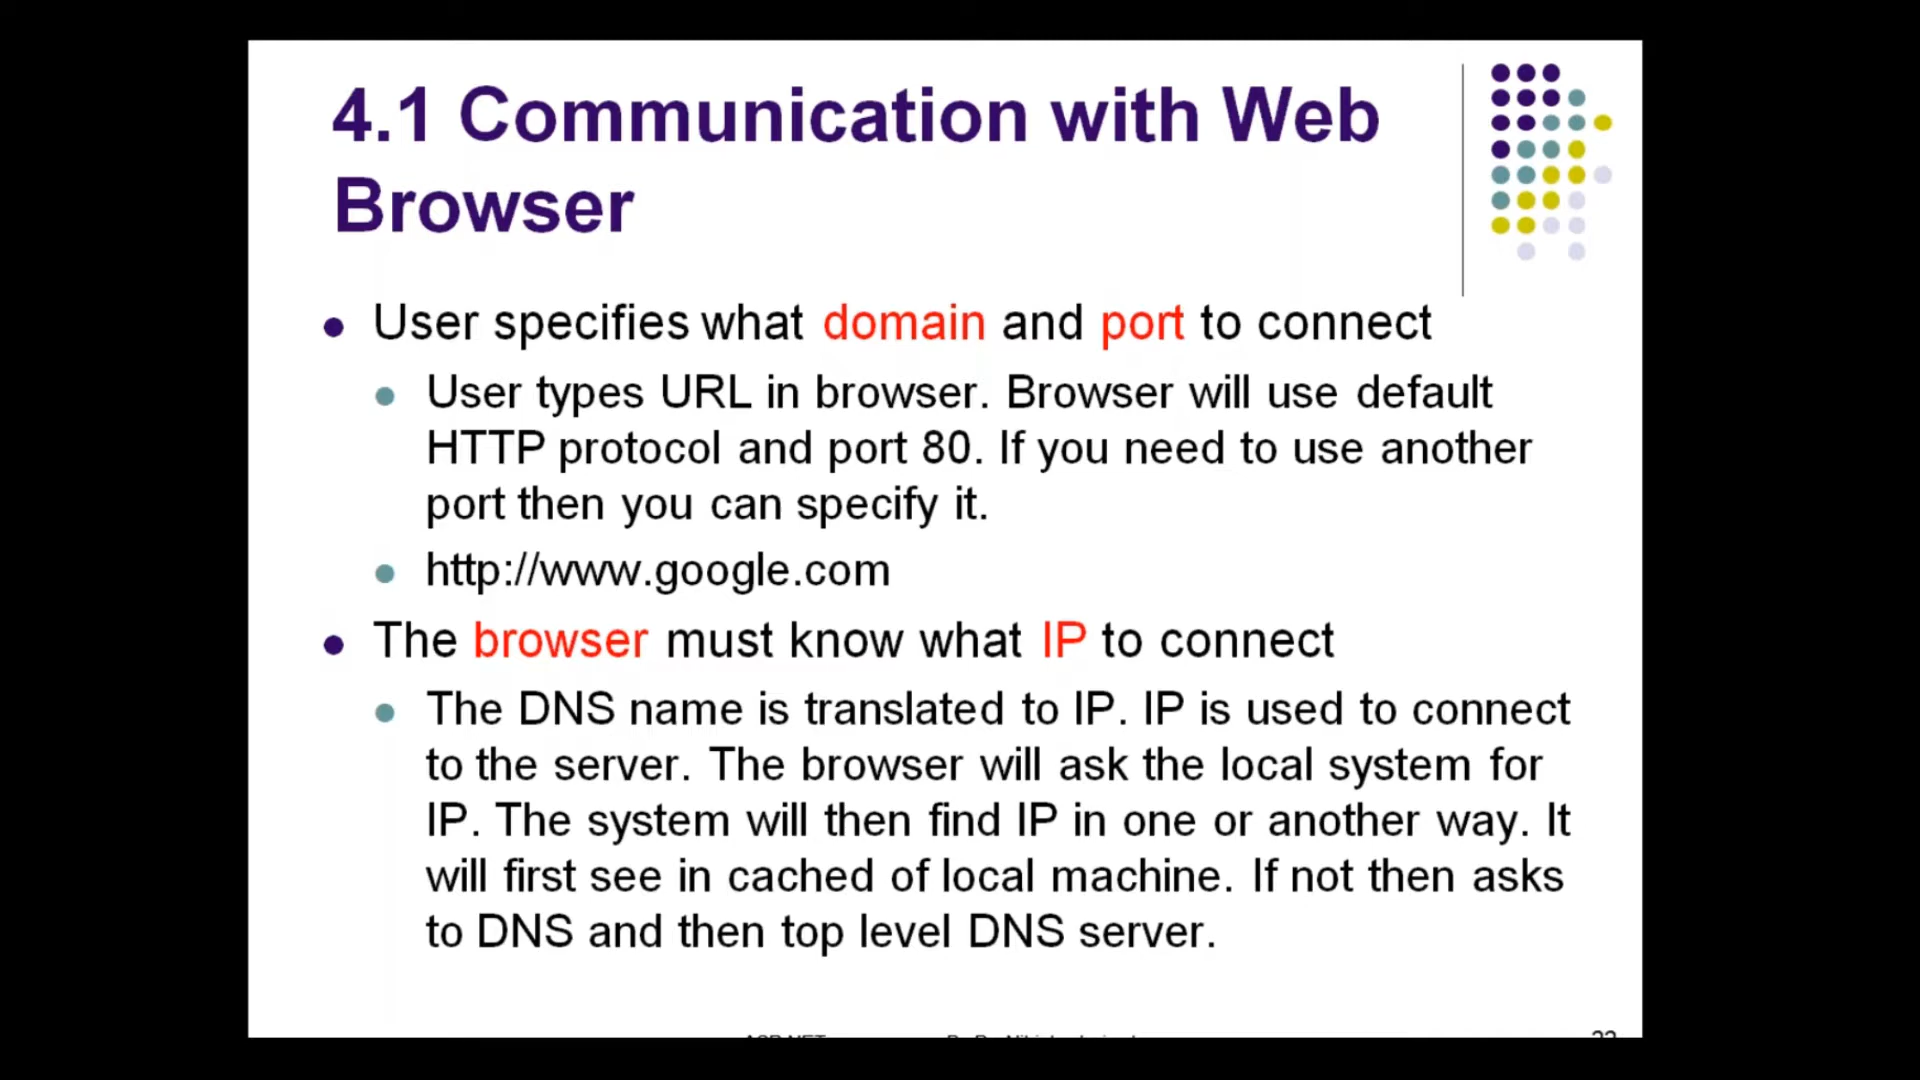 4.1 Communication with Web
Browser
User specifies what domain and port to connect
User types URL in browser. Browser will use default
HTTP protocol and port 80. If you need to use another
port then you can specify it.
http://www.google.com
The browser must know what IP to connect
The DNS name is translated to IP. IP is used to connect
to the server. The browser will ask the local system for
IP. The system will then find IP in one or another way. It
will first see in cached of local machine. If not then asks
to DNS and then top level DNS server.
ASP.NET